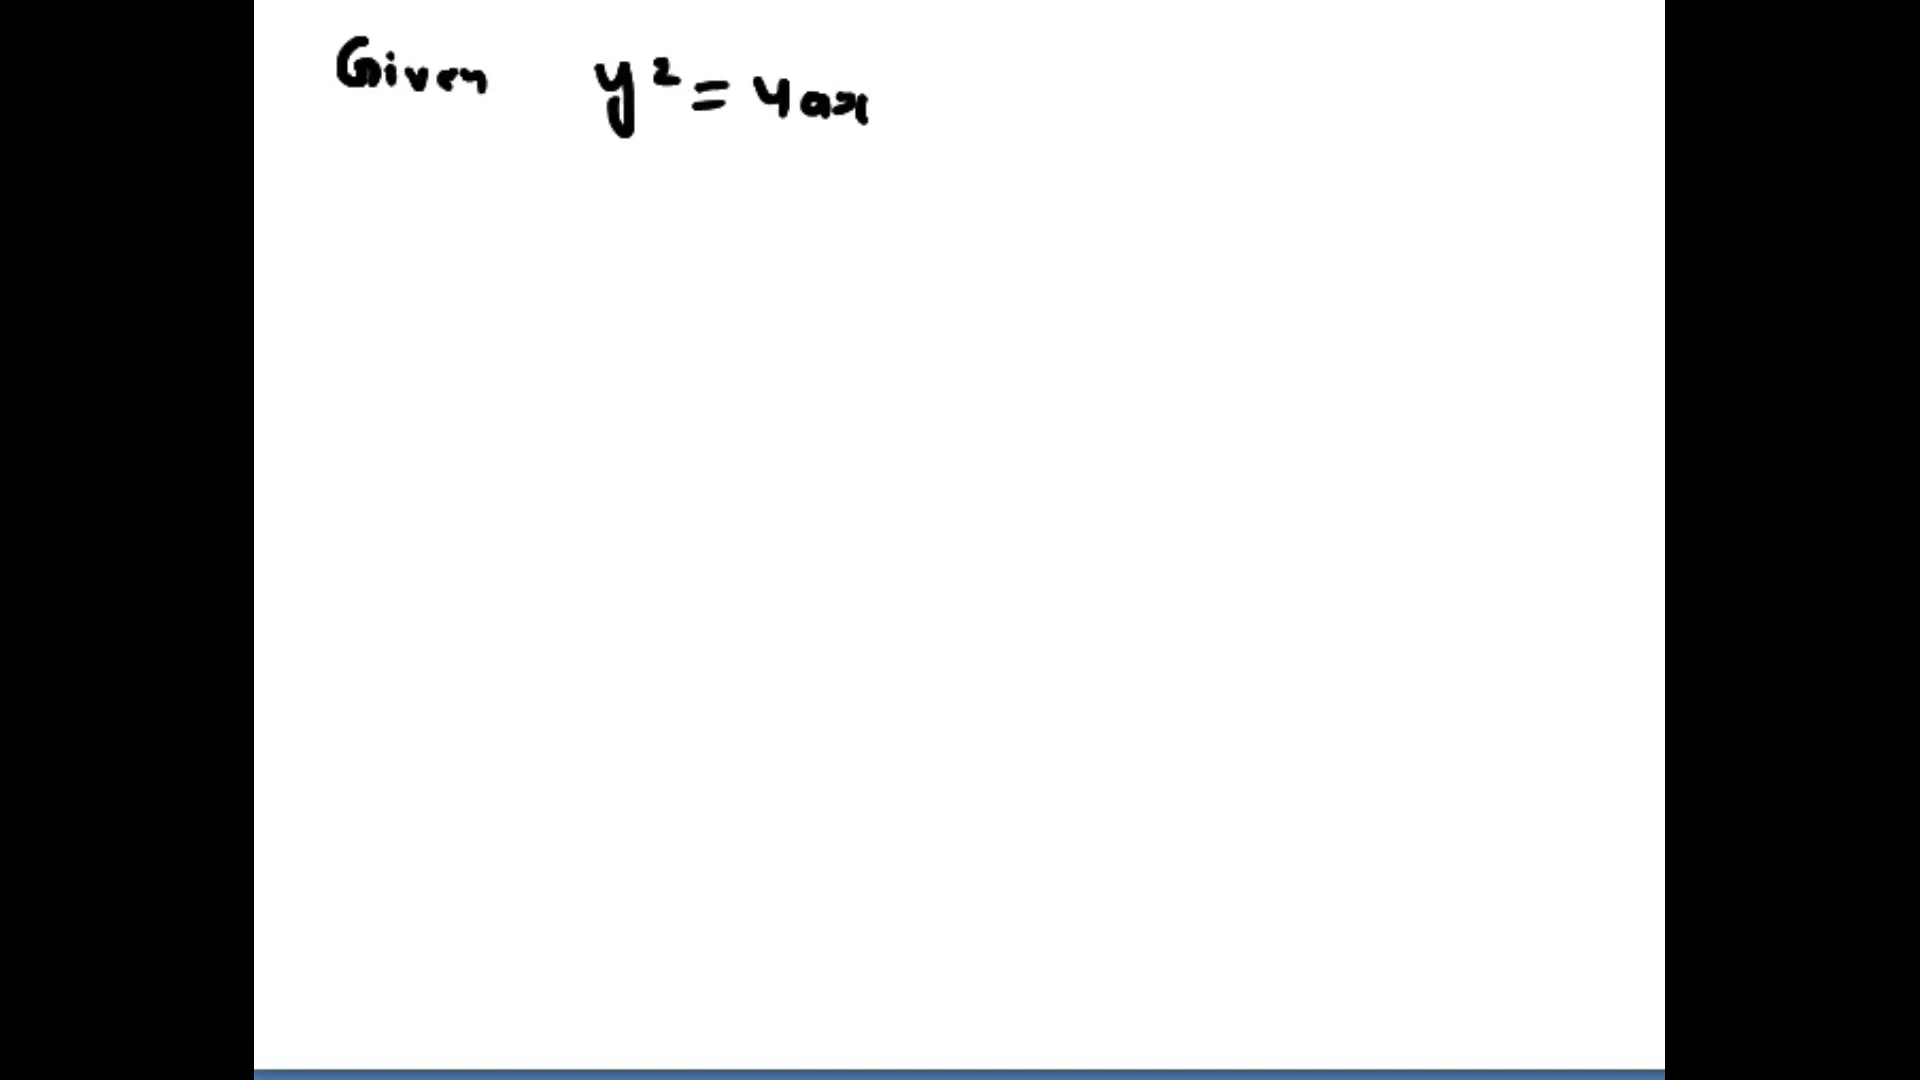 Given y² = 4ax